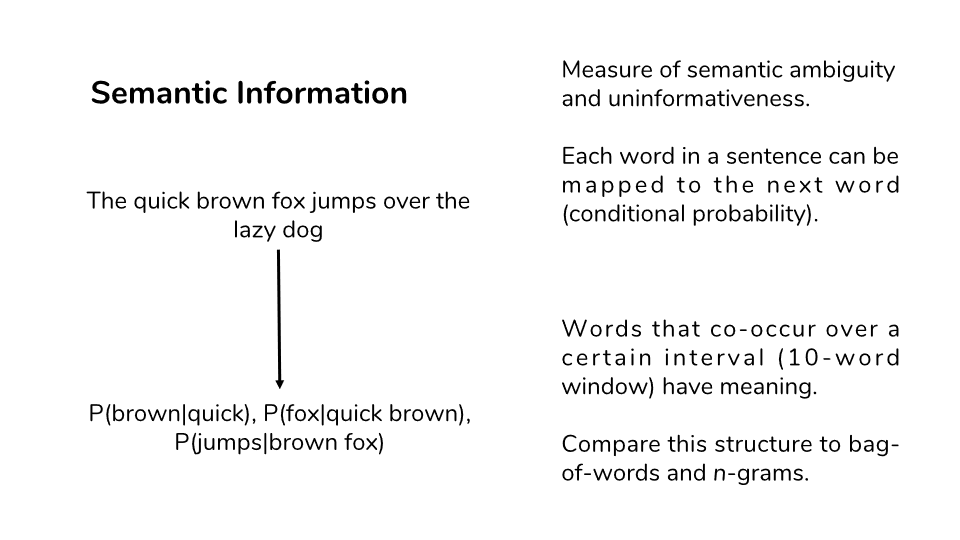 Semantic Information
The quick brown fox jumps over the
lazy dog
P(brown|quick), P(fox|quick brown),
P(jumps|brown fox)
Measure of semantic ambiguity
and uninformativeness.
Each word in a sentence can be
mapped to the next word
(conditional probability).
Words that co-occur over a
certain interval (10-word
window) have meaning.
Compare this structure to bag-
of-words and n-grams.